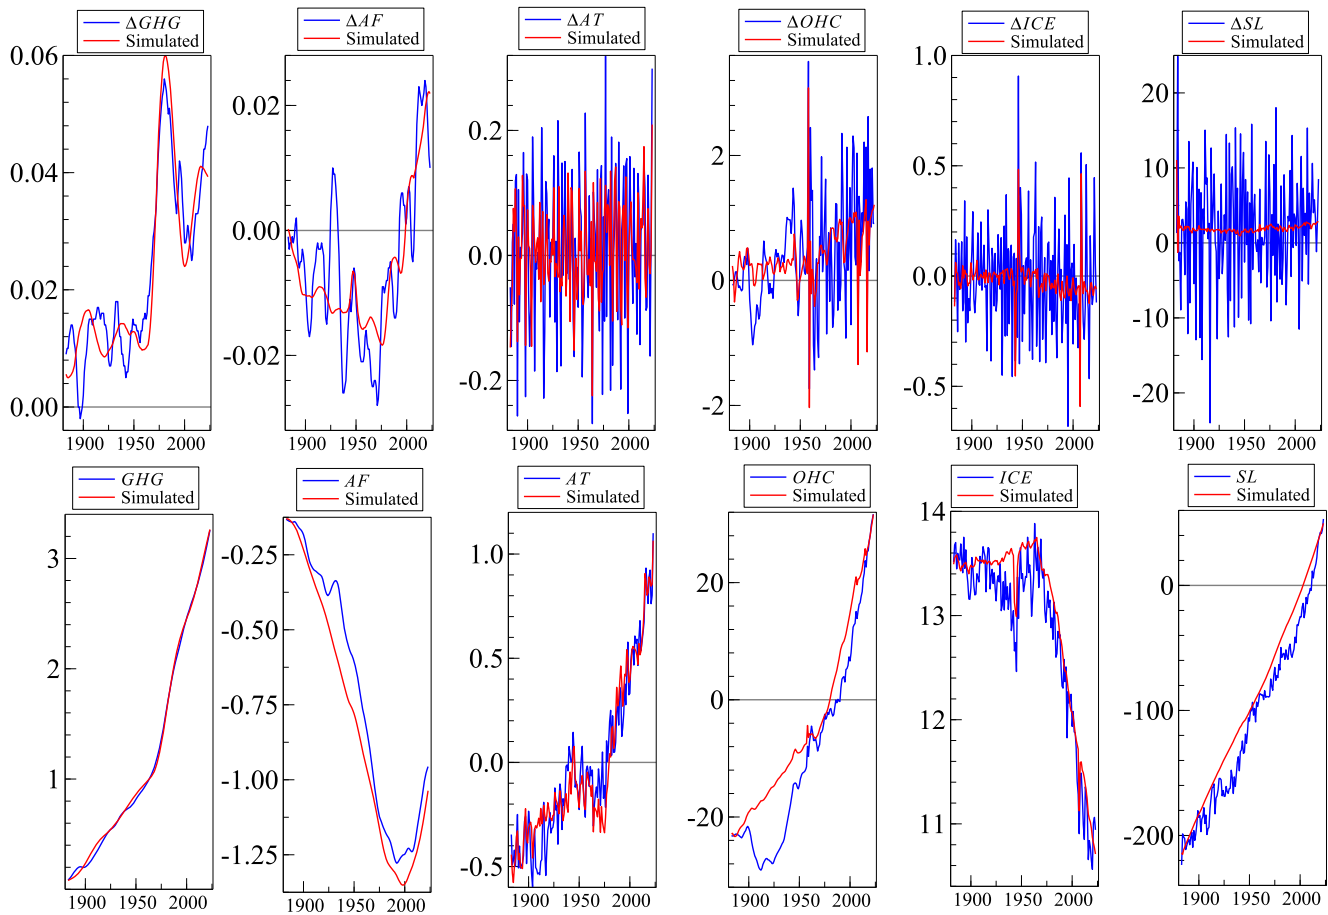 ΔGHG
Simulated
ΔAF
Simulated
ΔAT
Simulated
ΔOHC
Simulated
ΔICE
Simulated
ΔSL
Simulated
0.06
0.04
0.02
0.00
1900 1950 2000
0.02
0.00
-0.02
1900 1950 2000
0.2
0.0
-0.2
1900 1950 2000
2
0
-2
1900 1950 2000
1.0
0.5
0.0
-0.5
1900 1950 2000
20
10
0
-10
-20
1900 1950 2000
GHG
Simulated
AF
Simulated
AT
Simulated
OHC
Simulated
ICE
Simulated
SL
Simulated
3
2
1
1900 1950 2000
-0.25
-0.50
-0.75
-1.00
-1.25
1900 1950 2000
1.0
0.5
0.0
-0.5
1900 1950 2000
20
0
-20
1900 1950 2000
14
13
12
11
1900 1950 2000
0
-100
-200
1900 1950 2000